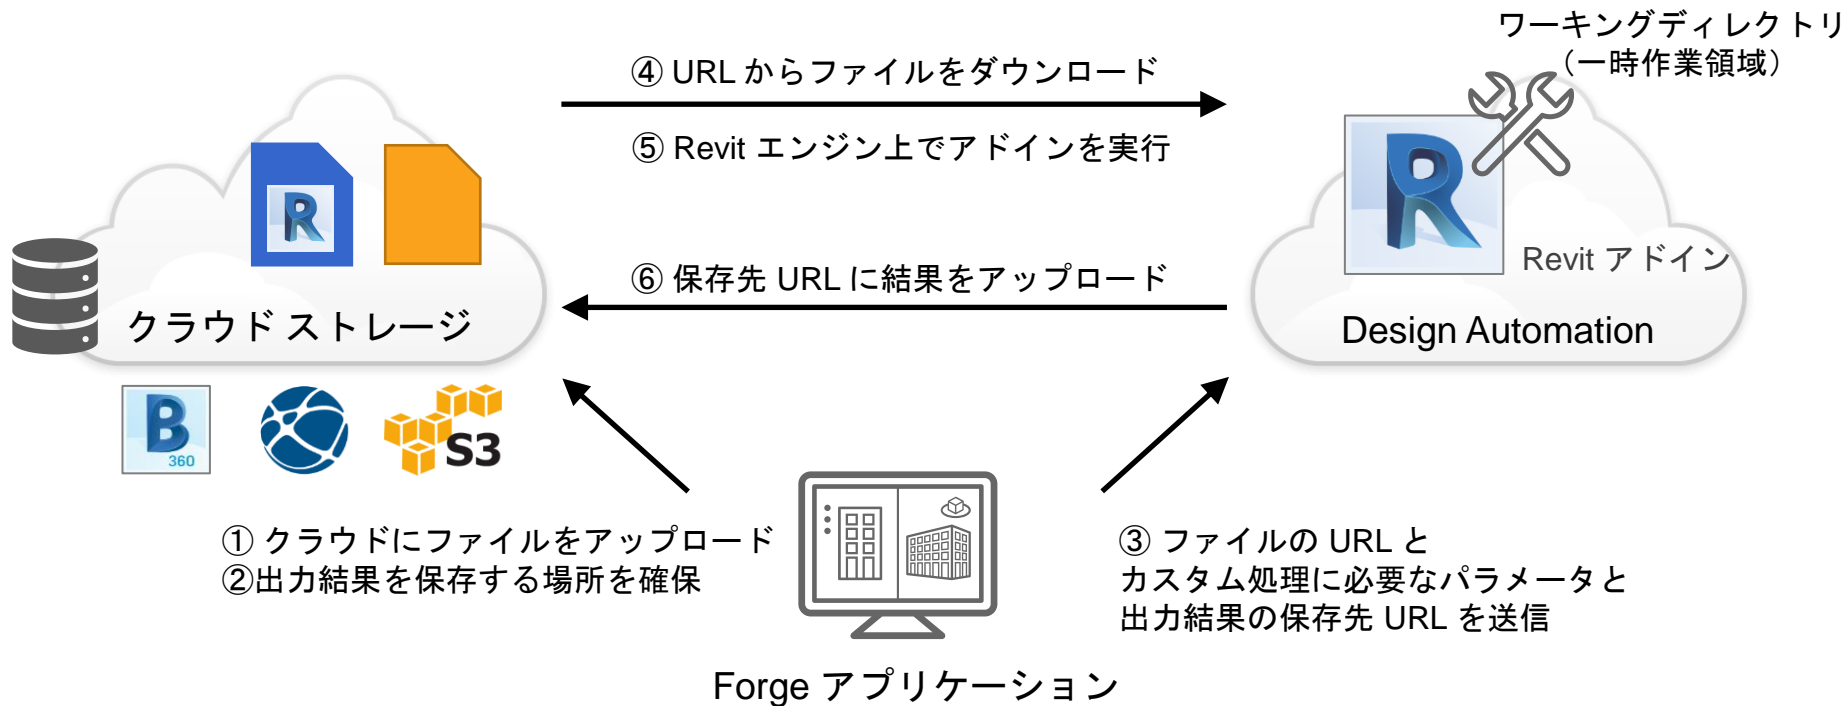 ワーキングディレクトリ
（一時作業領域）
④ URL からファイルをダウンロード
⑤ Revit エンジン上でアドインを実行
R
R
Revit アドイン
⑥ 保存先 URL に結果をアップロード
クラウド ストレージ
Design Automation
B
360
S3
① クラウドにファイルをアップロード
②出力結果を保存する場所を確保
③ ファイルの URL と
カスタム処理に必要なパラメータと
出力結果の保存先 URL を送信
Forge アプリケーション